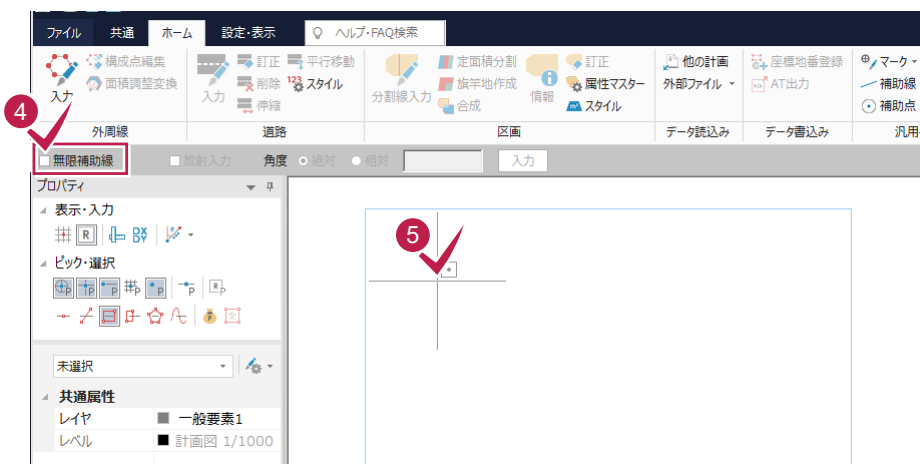 ファイル 共通 ホーム 設定・表示 ヘルプ・FAQ検索
構成点編集 訂正 平行移動 定面積分割 訂正 他の計画 座標地番登録 マーク
面積調整変換 削除 スタイル 旗竿地作成 属性マスター 外部ファイル AT出力 補助線
入力 入力 伸縮 分割線入力 合成 情報 スタイル 補助点
外周線 道路 区画 データ読込み データ書込み 汎用
4
無限補助線 放射入力 角度 絶対 相対 入力
プロパティ
表示・入力
5
ピック・選択
未選択
共通属性
レイヤ 一般要素1
レベル 計画図 1/1000